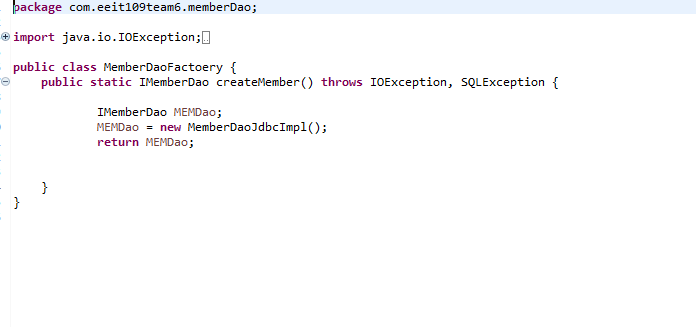 package com.eeit109team6.memberDao;
import java.io.IOException;
public class MemberDaoFactoery {
public static IMemberDao createMember() throws IOException, SQLException {
IMemberDao MEMDao;
MEMDao = new MemberDaoJdbcImpl();
return MEMDao;
}
}